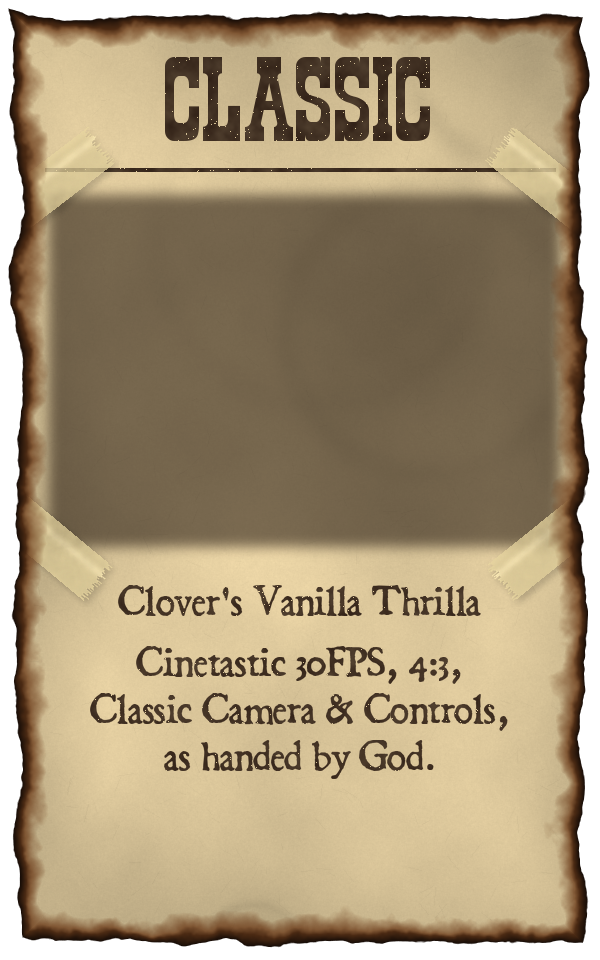 CLASSIC
Clover's Vanilla Thrilla
Cinetastic 30FPS, 4:3,
Classic Camera & Controls,
as handed by God.